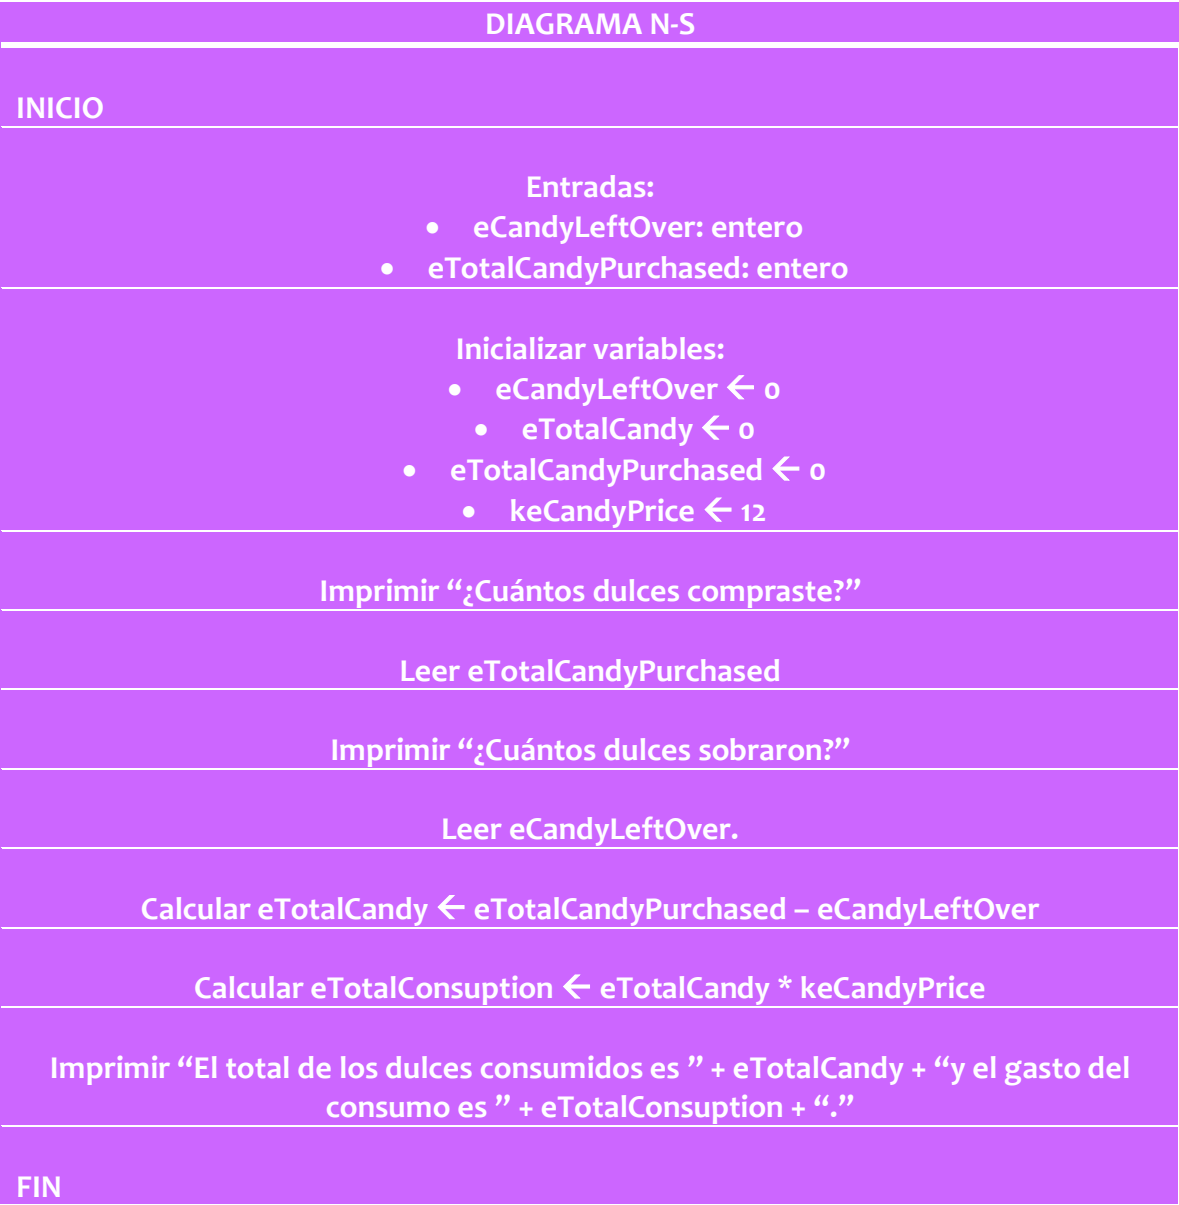 DIAGRAMA N-S
INICIO
Entradas:
• eCandyLeftOver: entero
• eTotalCandyPurchased: entero
Inicializar variables:
• eCandyLeftOver ← 0
• eTotalCandy ← 0
• eTotalCandyPurchased ← 0
• keCandyPrice ← 12
Imprimir “¿Cuántos dulces compraste?”
Leer eTotalCandyPurchased
Imprimir “¿Cuántos dulces sobraron?”
Leer eCandyLeftOver.
Calcular eTotalCandy ← eTotalCandyPurchased – eCandyLeftOver
Calcular eTotalConsuption ← eTotalCandy * keCandyPrice
Imprimir “El total de los dulces consumidos es ” + eTotalCandy + “y el gasto del
consumo es ” + eTotalConsuption + “.”
FIN